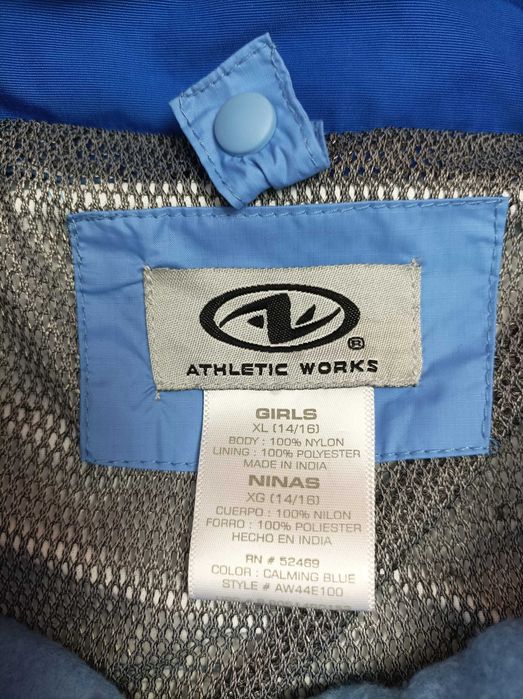 ®
ATHLETIC WORKS
GIRLS
XL (14/16)
BODY : 100% NYLON
LINING : 100% POLYESTER
MADE IN INDIA
NINAS
XG (14/16)
CUERPO : 100% NILON
FORRO : 100% POLIESTER
HECHO EN INDIA
RN # 52469
COLOR : CALMING BLUE
STYLE # AW44E100